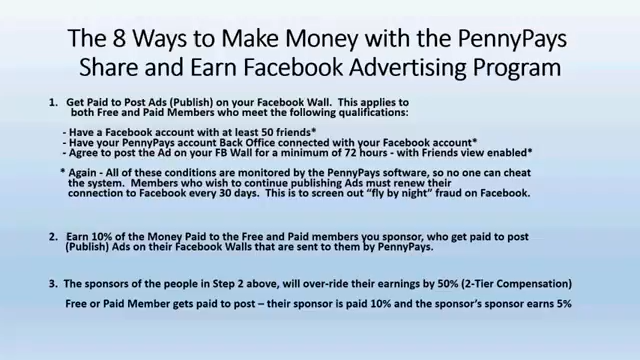 The 8 Ways to Make Money with the PennyPays
Share and Earn Facebook Advertising Program
1. Get Paid to Post Ads (Publish) on your Facebook Wall. This applies to
both Free and Paid Members who meet the following qualifications:
- Have a Facebook account with at least 50 friends*
- Have your PennyPays account Back Office connected with your Facebook account*
- Agree to post the Ad on your FB Wall for a minimum of 72 hours - with Friends view enabled*
* Again - All of these conditions are monitored by the PennyPays software, so no one can cheat
the system. Members who wish to continue publishing Ads must renew their
connection to Facebook every 30 days. This is to screen out “fly by night” fraud on Facebook.
2. Earn 10% of the Money Paid to the Free and Paid members you sponsor, who get paid to post
(Publish) Ads on their Facebook Walls that are sent to them by PennyPays.
3. The sponsors of the people in Step 2 above, will over-ride their earnings by 50% (2-Tier Compensation)
Free or Paid Member gets paid to post – their sponsor is paid 10% and the sponsor’s sponsor earns 5%